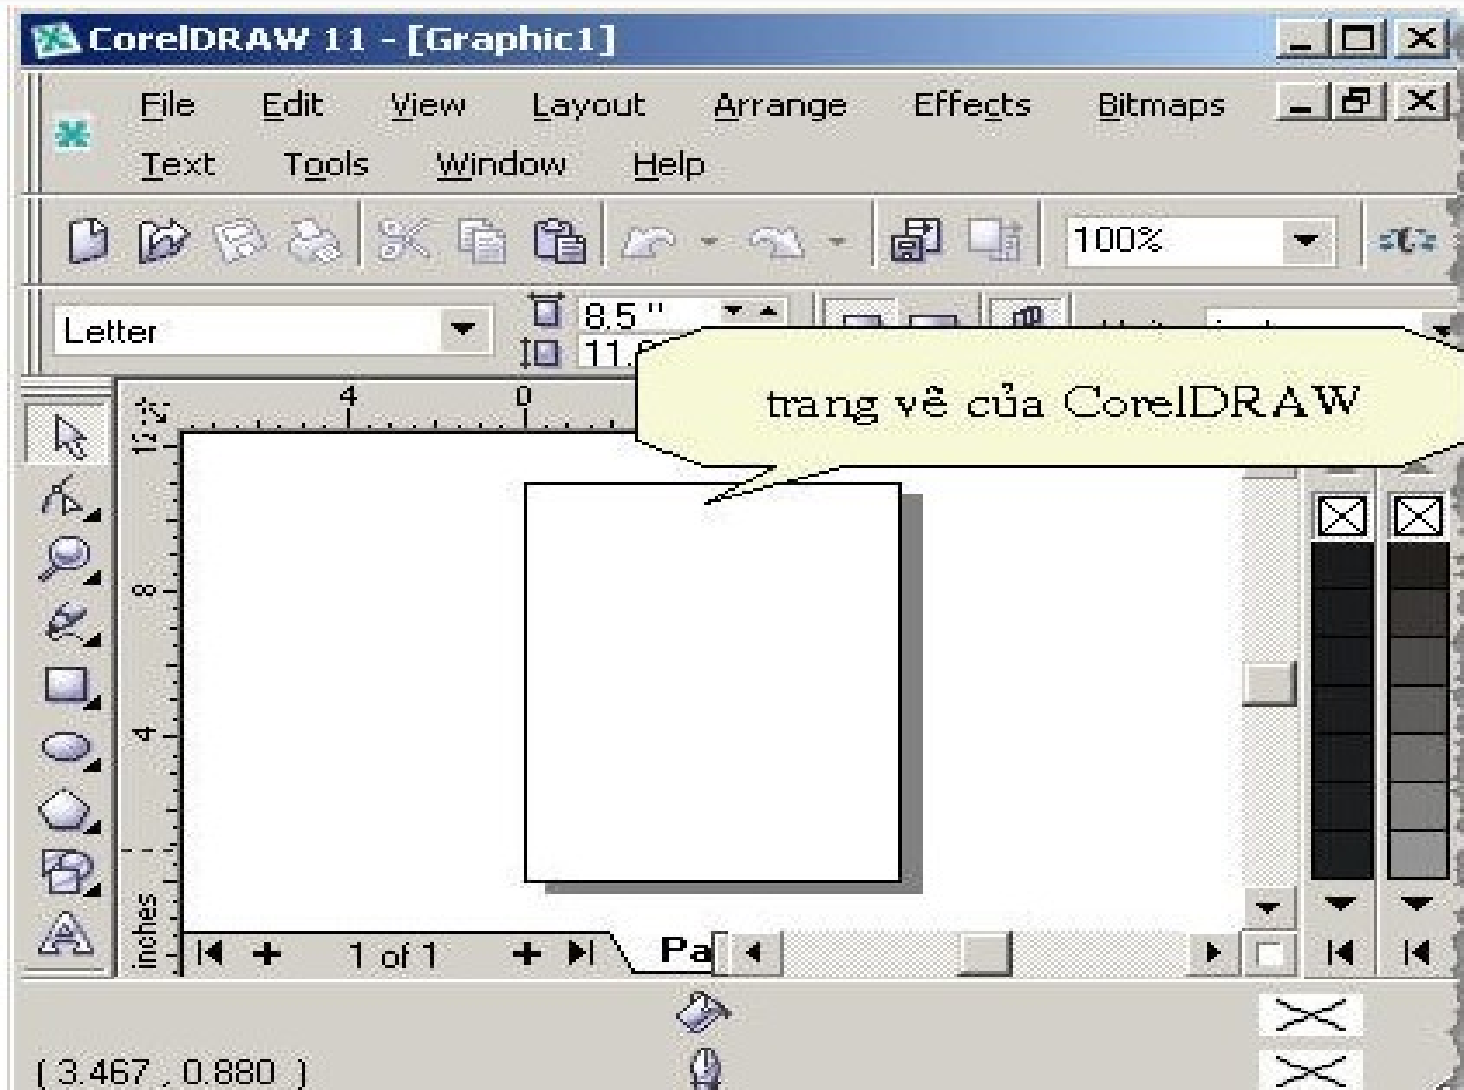 CorelDRAW 11 - [Graphic1]
File Edit View Layout Arrange Effects Bitmaps
Text Tools Window Help
100%
Letter
8.5 "
trang vẽ của CorelDRAW
4 0
12
8
4
inches
1 of 1
( 3.467 , 0.880 )